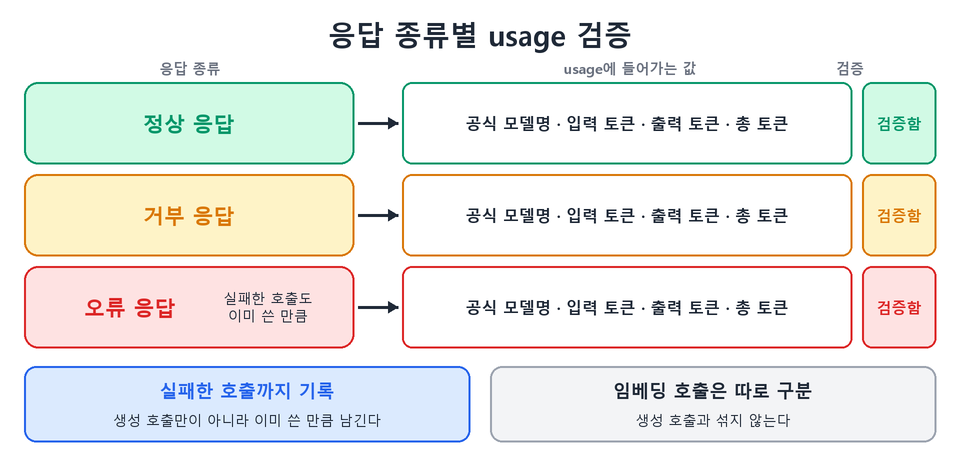 응답 종류별 usage 검증
응답 종류
usage에 들어가는 값
검증
정상 응답
공식 모델명 · 입력 토큰 · 출력 토큰 · 총 토큰
검증함
거부 응답
공식 모델명 · 입력 토큰 · 출력 토큰 · 총 토큰
검증함
오류 응답
실패한 호출도
이미 쓴 만큼
공식 모델명 · 입력 토큰 · 출력 토큰 · 총 토큰
검증함
실패한 호출까지 기록
생성 호출만이 아니라 이미 쓴 만큼 남긴다
임베딩 호출은 따로 구분
생성 호출과 섞지 않는다